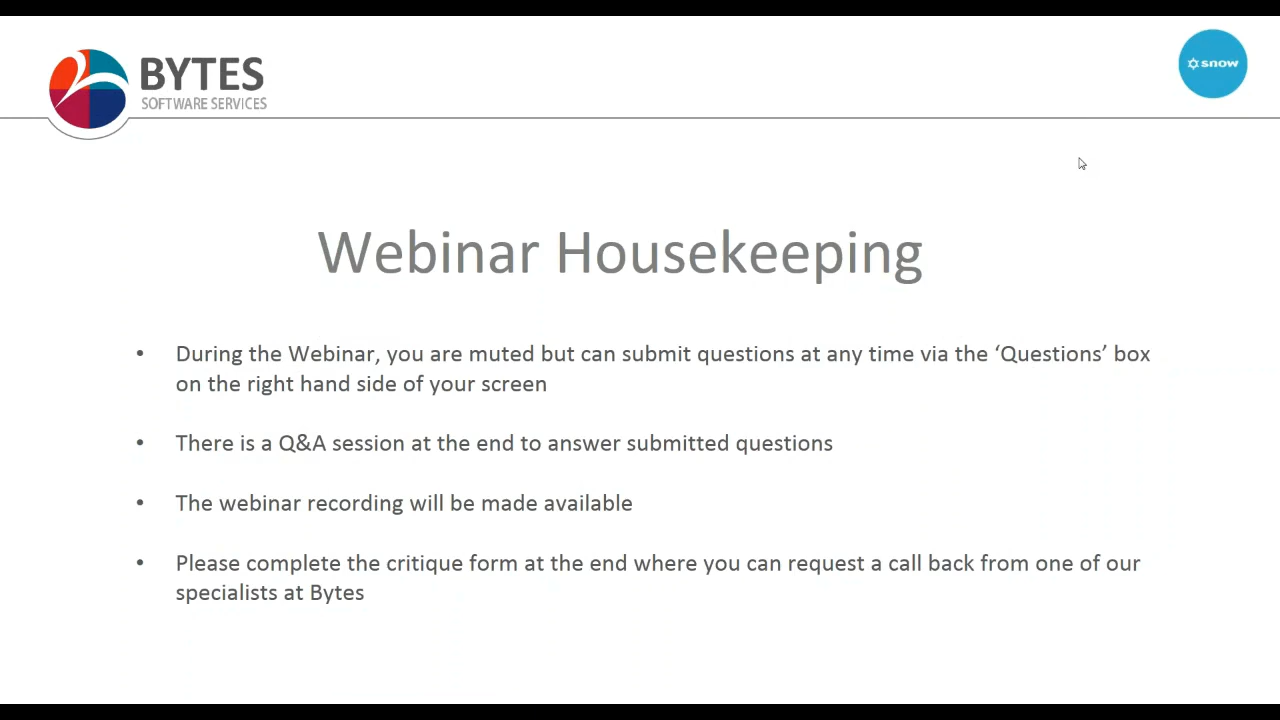 BYTES
SOFTWARE SERVICES
snow
Webinar Housekeeping
• During the Webinar, you are muted but can submit questions at any time via the ‘Questions’ box
on the right hand side of your screen
• There is a Q&A session at the end to answer submitted questions
• The webinar recording will be made available
• Please complete the critique form at the end where you can request a call back from one of our
specialists at Bytes